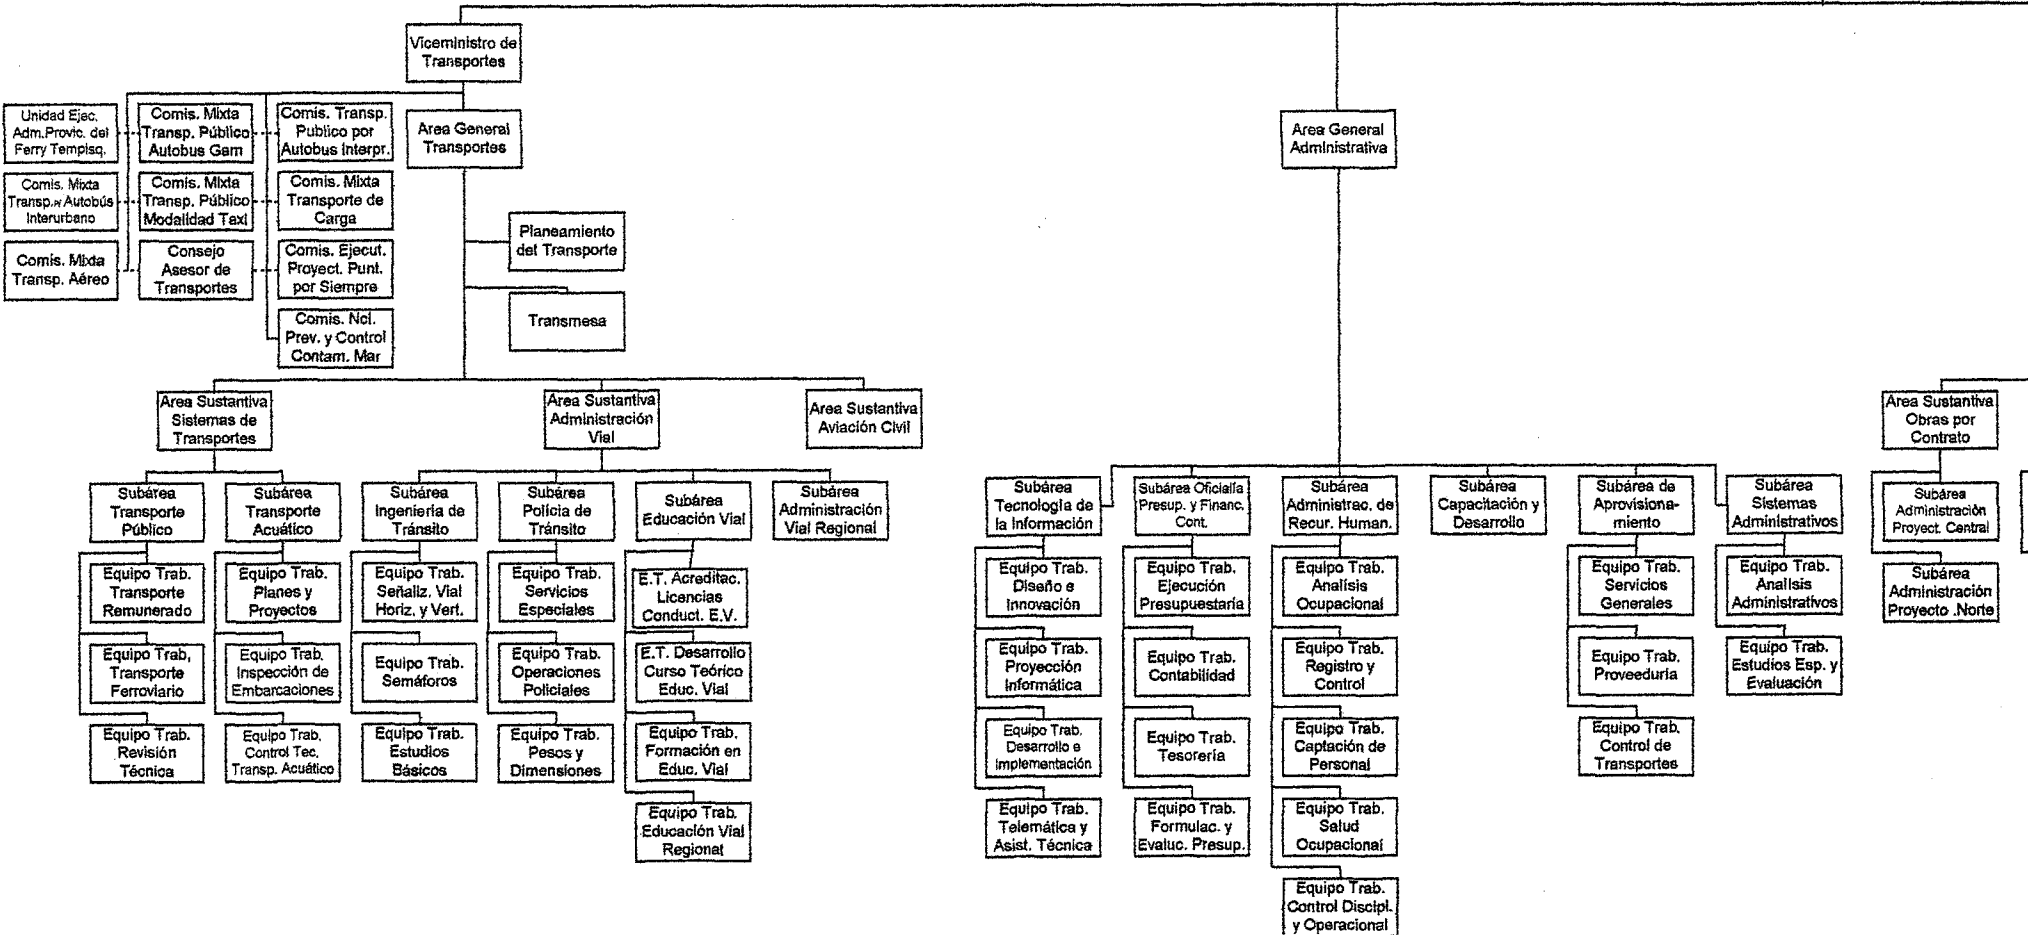 Viceministro de
Transportes
Unidad Ejec.
Adm.Provic. del
Ferry Tempisq.
Comis. Mixta
Transp. Público
Autobus Gam
Comis. Transp.
Publico por
Autobus Interpr.
Area General
Transportes
Area General
Administrativa
Comis. Mixta
Transp. Autobús
Interurbano
Comis. Mixta
Transp. Público
Modalidad Taxi
Comis. Mixta
Transporte de
Carga
Planeamiento
del Transporte
Comis. Mixta
Transp. Aéreo
Consejo
Asesor de
Transportes
Comis. Ejecut.
Proyect. Punt.
por Siempre
Transmesa
Comis. Ncl.
Prev. y Control
Contam. Mar
Area Sustantiva
Sistemas de
Transportes
Area Sustantiva
Administración
Vial
Area Sustantiva
Aviación Civil
Area Sustantiva
Obras por
Contrato
Subárea
Transporte
Público
Subárea
Transporte
Acuático
Subárea
Ingeniería de
Tránsito
Subárea
Policía de
Tránsito
Subárea
Educación Vial
Subárea
Administración
Vial Regional
Subárea
Tecnología de
la Información
Subárea Oficialía
Presup. y Financ.
Cont.
Subárea
Administrac. de
Recur. Human.
Subárea
Capacitación y
Desarrollo
Subárea de
Aprovisiona-
miento
Subárea
Sistemas
Administrativos
Subárea
Administración
Proyect. Central
Equipo Trab.
Transporte
Remunerado
Equipo Trab.
Planes y
Proyectos
Equipo Trab.
Señaliz. Vial
Horiz. y Vert.
Equipo Trab.
Servicios
Especiales
E.T. Acreditac.
Licencias
Conduct. E.V.
Equipo Trab.
Diseño e
Innovación
Equipo Trab.
Ejecución
Presupuestaría
Equipo Trab.
Analísis
Ocupacional
Equipo Trab.
Servicios
Generales
Equipo Trab.
Analisis
Administrativos
Subárea
Administración
Proyecto .Norte
Equipo Trab,
Transporte
Ferroviario
Equipo Trab.
Inspección de
Embarcaciones
Equipo Trab.
Semáforos
Equipo Trab.
Operaciones
Policiales
E.T. Desarrollo
Curso Teórico
Educ. Vial
Equipo Trab.
Proyección
Informática
Equipo Trab.
Contabilidad
Equipo Trab.
Registro y
Control
Equipo Trab.
Proveeduría
Equipo Trab.
Estudios Esp. y
Evaluación
Equipo Trab.
Revisión
Técnica
Equipo Trab.
Control Tec.
Transp. Acuático
Equipo Trab.
Estudios
Básicos
Equipo Trab.
Pesos y
Dimensiones
Equipo Trab.
Formación en
Educ. Vial
Equipo Trab.
Desarrollo e
Implementación
Equipo Trab.
Tesorería
Equipo Trab.
Captación de
Personal
Equipo Trab.
Control de
Transportes
Equipo Trab.
Educación Vial
Regional
Equipo Trab.
Telemática y
Asist. Técnica
Equipo Trab.
Formulac. y
Evaluc. Presup.
Equipo Trab.
Salud
Ocupacional
Equipo Trab.
Control Discipl.
y Operacional